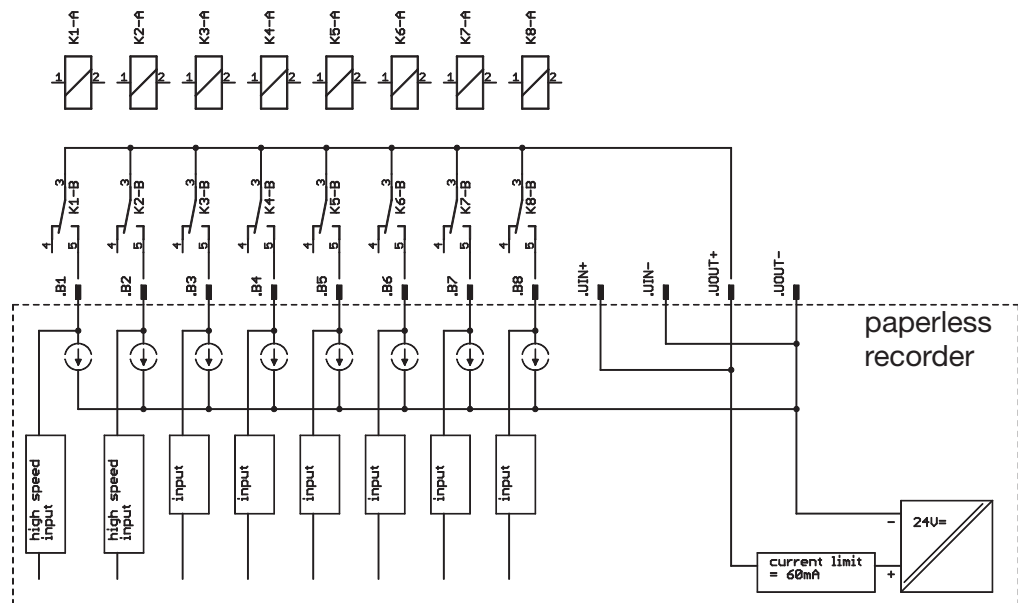 K1-A K2-A K3-A K4-A K5-A K6-A K7-A K8-A
1 2 1 2 1 2 1 2 1 2 1 2 1 2 1 2
3 3 3 3 3 3 3 3
K1-B K2-B K3-B K4-B K5-B K6-B K7-B K8-B
4 5 4 5 4 5 4 5 4 5 4 5 4 5 4 5
.B1 .B2 .B3 .B4 .B5 .B6 .B7 .B8 .UIN+ .UIN- .UOUT+ .UOUT-
paperless
recorder
high speed
input
high speed
input
input
input
input
input
input
input
24V=
-
+
current limit
= 60mA